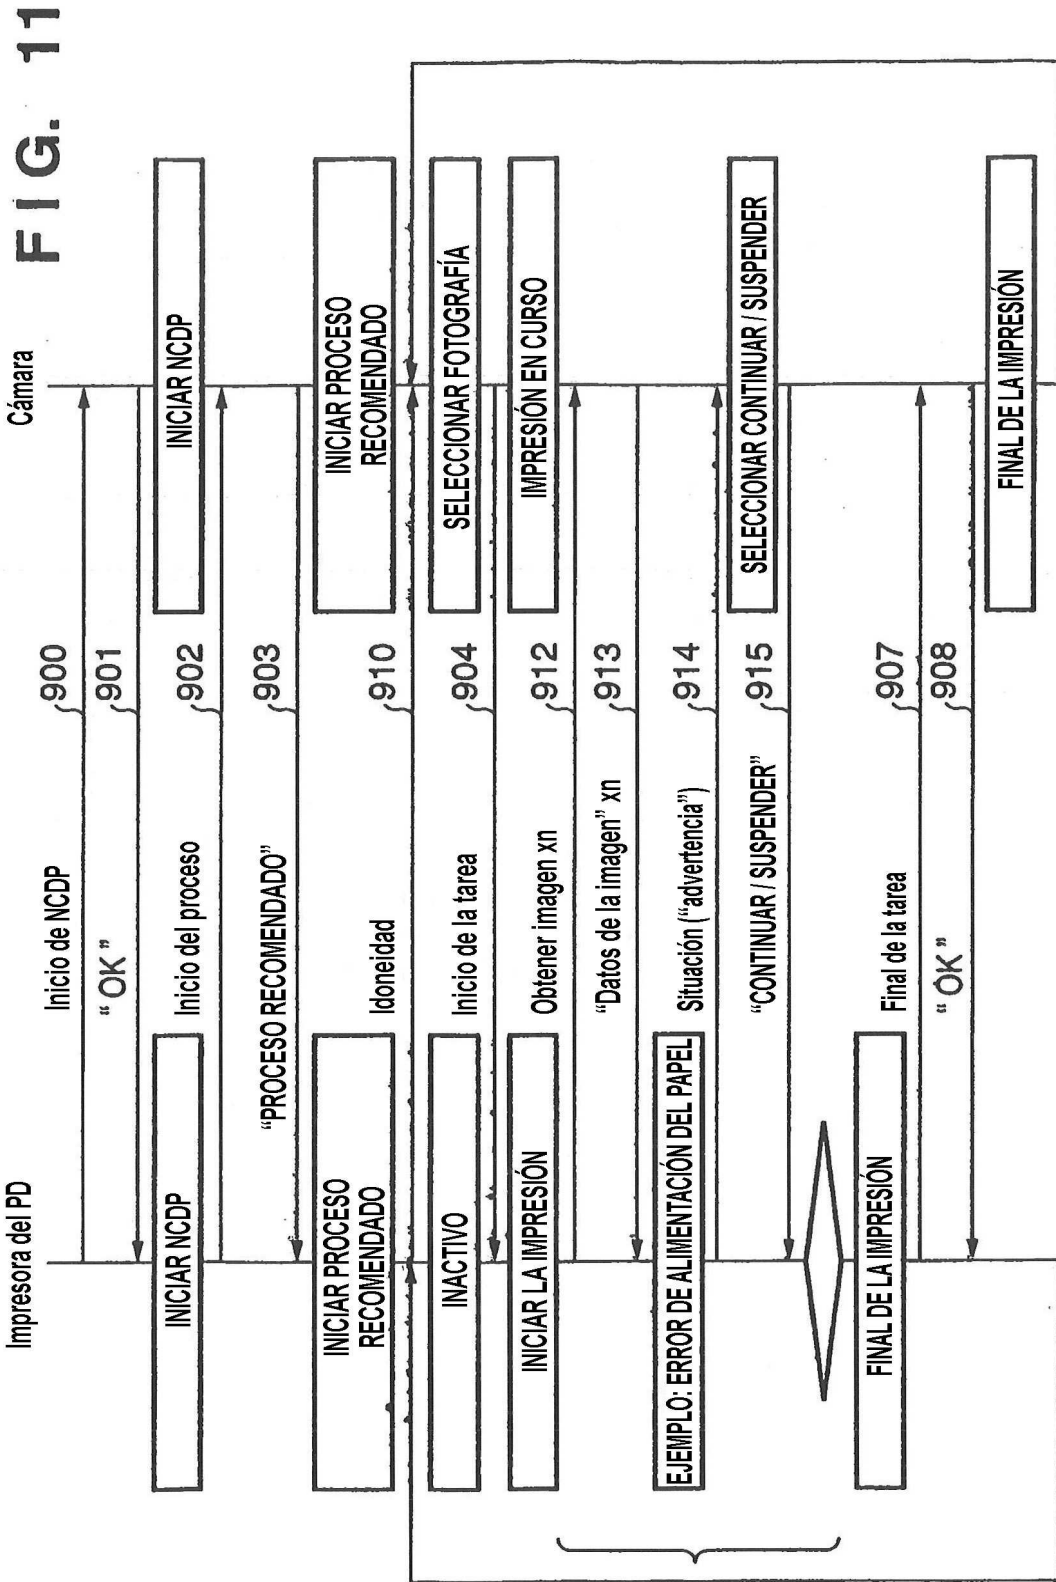 FIG. 11
Impresora del PD
Cámara
Inicio de NCDP
900
“ OK ”
901
INICIAR NCDP
INICIAR NCDP
Inicio del proceso
902
“PROCESO RECOMENDADO”
903
INICIAR PROCESO
RECOMENDADO
INICIAR PROCESO
RECOMENDADO
Idoneidad
910
INACTIVO
SELECCIONAR FOTOGRAFÍA
Inicio de la tarea
904
INICIAR LA IMPRESIÓN
IMPRESIÓN EN CURSO
Obtener imagen xn
912
“Datos de la imagen” xn
913
EJEMPLO: ERROR DE ALIMENTACIÓN DEL PAPEL
Situación (“advertencia”)
914
SELECCIONAR CONTINUAR / SUSPENDER
“CONTINUAR / SUSPENDER”
915
FINAL DE LA IMPRESIÓN
Final de la tarea
907
“ OK ”
908
FINAL DE LA IMPRESIÓN